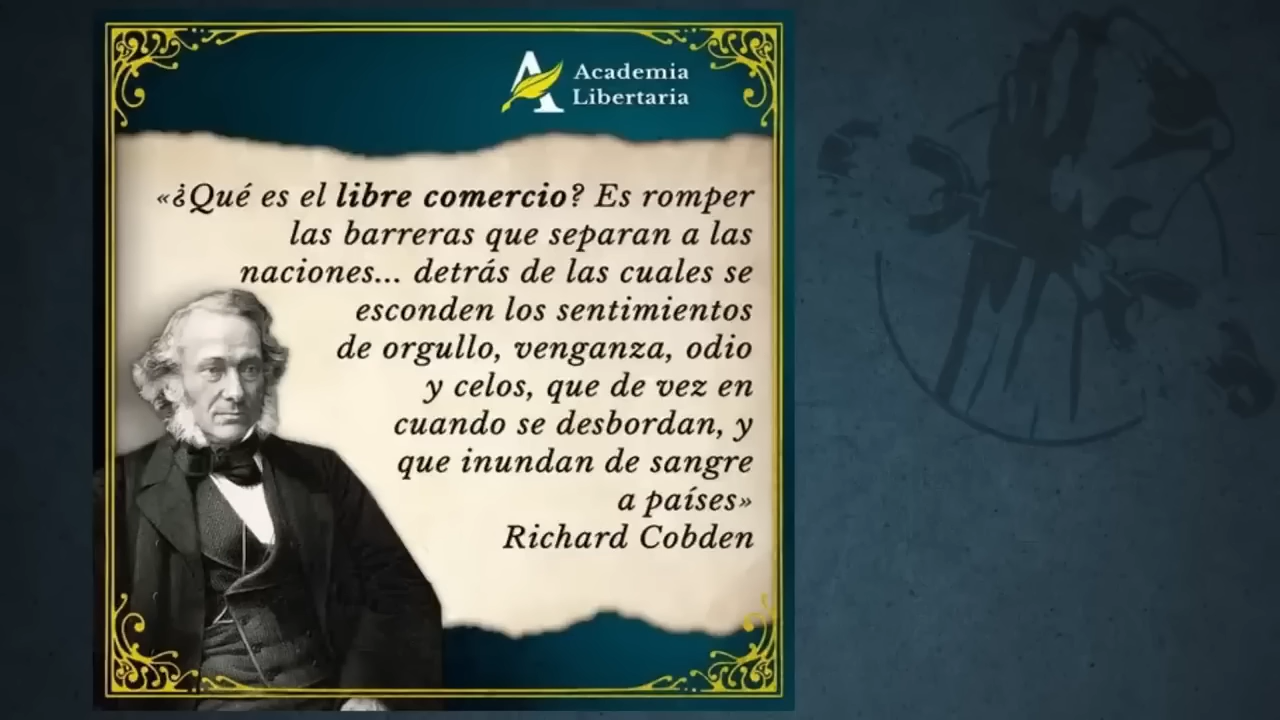 Academia
Libertaria
«¿Qué es el libre comercio? Es romper
las barreras que separan a las
naciones... detrás de las cuales se
esconden los sentimientos
de orgullo, venganza, odio
y celos, que de vez en
cuando se desbordan, y
que inundan de sangre
a países»
Richard Cobden